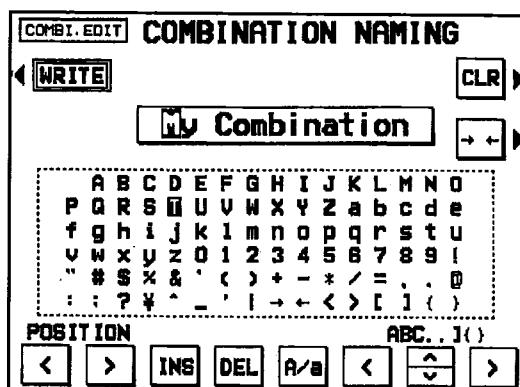 COMBI.EDIT COMBINATION NAMING
WRITE CLR
My Combination
→ ←
A B C D E F G H I J K L M N O
P Q R S T U V W X Y Z a b c d e
f g h i j k l m n o p q r s t u
v w x y z 0 1 2 3 4 5 6 7 8 9 !
" # $ % & ' ( ) + - * / = , . @
: ; ? ¥ ^ _ ' | → ← < > [ ] { }
POSITION ABC..]{}
< > INS DEL A/a < >